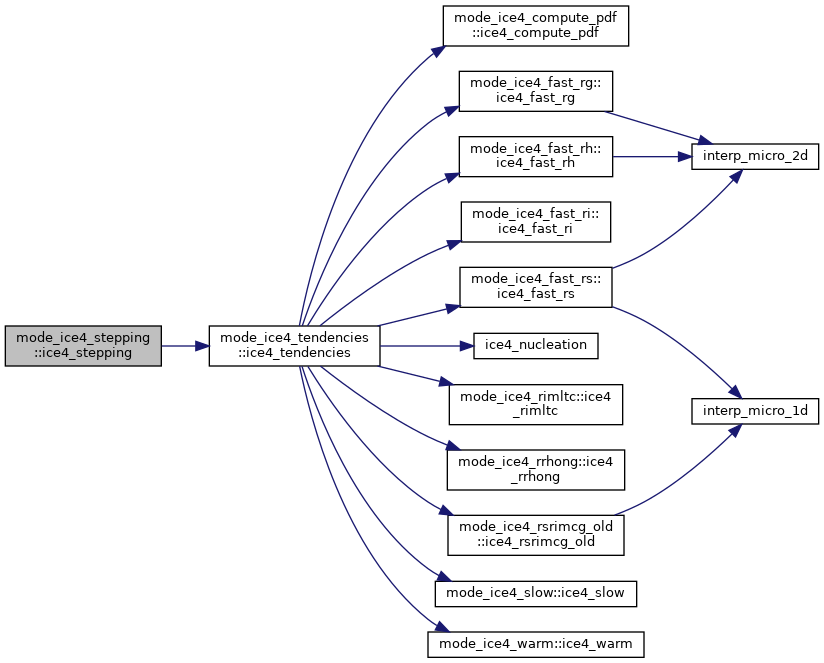 mode_ice4_stepping
::ice4_stepping
mode_ice4_tendencies
::ice4_tendencies
mode_ice4_compute_pdf
::ice4_compute_pdf
mode_ice4_fast_rg::
ice4_fast_rg
mode_ice4_fast_rh::
ice4_fast_rh
mode_ice4_fast_ri::
ice4_fast_ri
mode_ice4_fast_rs::
ice4_fast_rs
ice4_nucleation
mode_ice4_rimltc::ice4
_rimltc
mode_ice4_rrhong::ice4
_rrhong
mode_ice4_rsrimcg_old
::ice4_rsrimcg_old
mode_ice4_slow::ice4_slow
mode_ice4_warm::ice4_warm
interp_micro_2d
interp_micro_1d